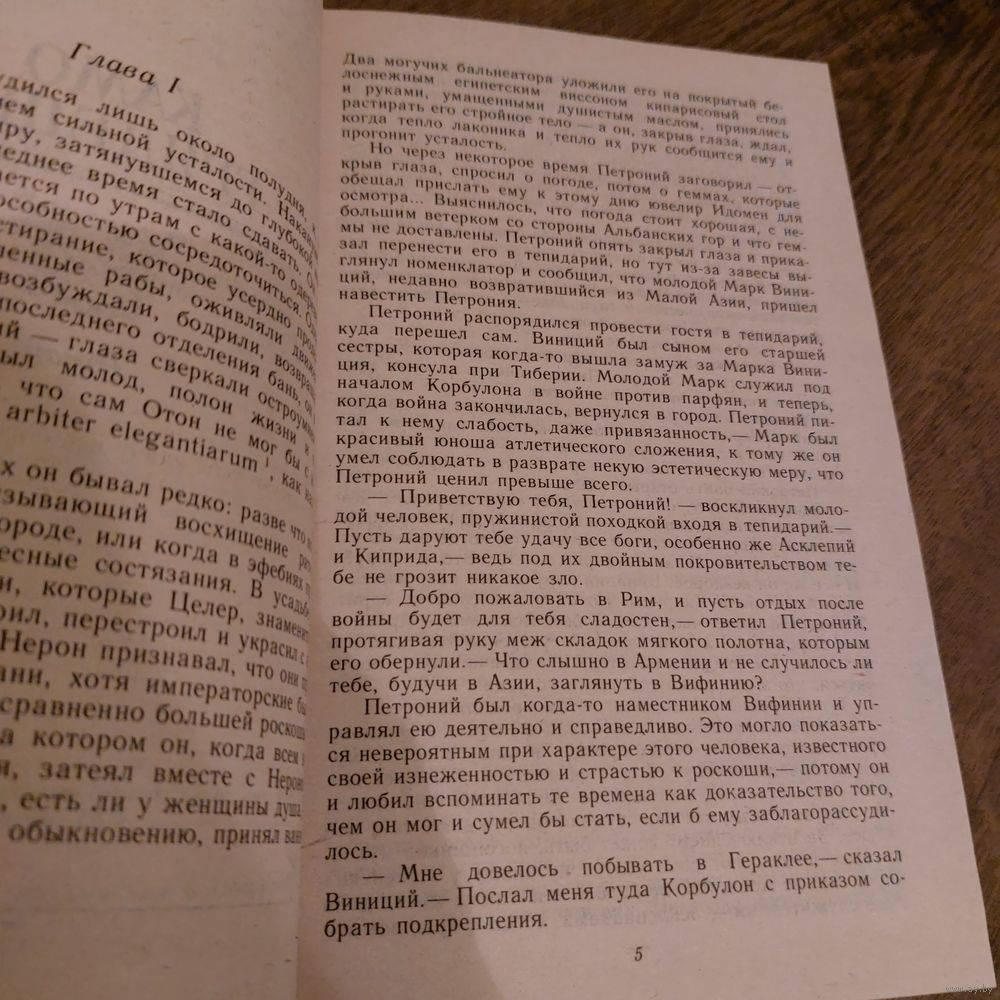 Глава I
лишь около полудня,
сильной усталости.
затянувшемся до глубокой
время стало сдавать.
по утрам с какой-то
сосредоточиться.
которое усердно
рабы, оживляли
возбуждали, бодрили,
последнего отделения бань,
— глаза сверкали
молод, полон жизни
что сам Отон не мог бы с
arbiter elegantiarum ¹, как
он бывал редко: разве что
восхищение
или когда в эфебиях
состязания. В
которые Целер,
перестроил и украсил с
Нерон признавал, что они
хотя императорские
большей
котором он, когда всем
затеял вместе с
есть ли у женщины душа
обыкновению, принял
Два могучих бальнеатора уложили его на покрытый бе-
лоснежным египетским виссоном кипарисовый стол
и руками, умащенными душистым маслом, принялись
растирать его стройное тело — а он, закрыв глаза, ждал,
когда тепло лаконика и тепло их рук сообщится ему и
прогонит усталость.
Но через некоторое время Петроний заговорил — от-
крыв глаза, спросил о погоде, потом о геммах, которые
обещал прислать ему к этому дню ювелир Идомен для
осмотра... Выяснилось, что погода стоит хорошая, с не-
большим ветерком со стороны Альбанских гор и что гем-
мы не доставлены. Петроний опять закрыл глаза и прика-
зал перенести его в тепидарий, но тут из-за завесы вы-
глянул номенклатор и сообщил, что молодой Марк Вини-
ций, недавно возвратившийся из Малой Азии, пришел
навестить Петрония.
Петроний распорядился провести гостя в тепидарий,
куда перешел сам. Виниций был сыном его старшей
сестры, которая когда-то вышла замуж за Марка Вини-
ция, консула при Тиберии. Молодой Марк служил под
началом Корбулона в войне против парфян, и теперь,
когда война закончилась, вернулся в город. Петроний пи-
тал к нему слабость, даже привязанность,— Марк был
красивый юноша атлетического сложения, к тому же он
умел соблюдать в разврате некую эстетическую меру, что
Петроний ценил превыше всего.
— Приветствую тебя, Петроний! — воскликнул моло-
дой человек, пружинистой походкой входя в тепидарий.—
Пусть даруют тебе удачу все боги, особенно же Асклепий
и Киприда,— ведь под их двойным покровительством те-
бе не грозит никакое зло.
— Добро пожаловать в Рим, и пусть отдых после
войны будет для тебя сладостен,— ответил Петроний,
протягивая руку меж складок мягкого полотна, которым
его обернули.— Что слышно в Армении и не случилось ли
тебе, будучи в Азии, заглянуть в Вифинию?
Петроний был когда-то наместником Вифинии и уп-
равлял ею деятельно и справедливо. Это могло показать-
ся невероятным при характере этого человека, известного
своей изнеженностью и страстью к роскоши,— потому он
и любил вспоминать те времена как доказательство того,
чем он мог и сумел бы стать, если б ему заблагорассуди-
лось.
— Мне довелось побывать в Гераклее,— сказал
Виниций.— Послал меня туда Корбулон с приказом со-
брать подкрепления.
5